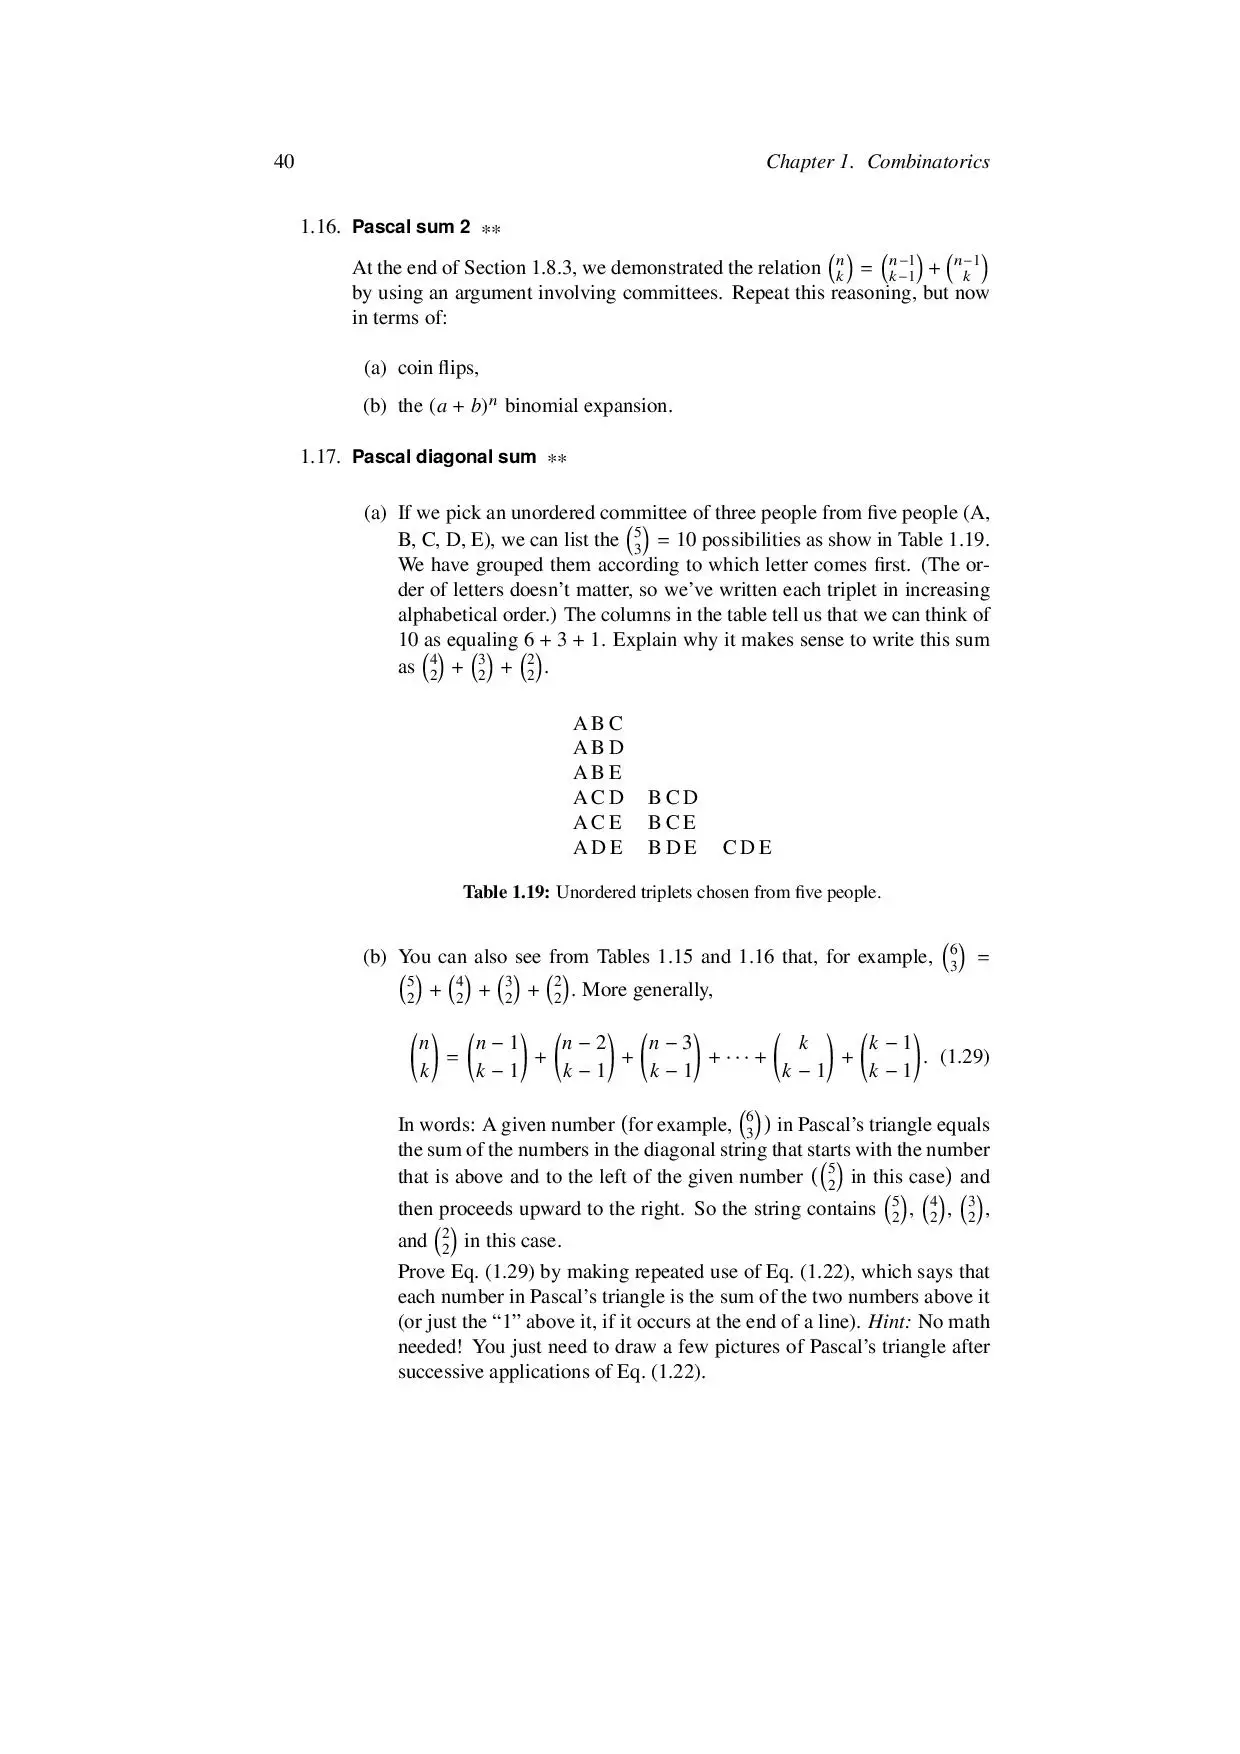 40 Chapter 1. Combinatorics
1.16. Pascal sum 2 **
At the end of Section 1.8.3, we demonstrated the relation \binom{n}{k} = \binom{n-1}{k-1} + \binom{n-1}{k}
by using an argument involving committees. Repeat this reasoning, but now
in terms of:
(a) coin flips,
(b) the (a + b)^n binomial expansion.
1.17. Pascal diagonal sum **
(a) If we pick an unordered committee of three people from five people (A,
B, C, D, E), we can list the \binom{5}{3} = 10 possibilities as show in Table 1.19.
We have grouped them according to which letter comes first. (The or-
der of letters doesn't matter, so we've written each triplet in increasing
alphabetical order.) The columns in the table tell us that we can think of
10 as equaling 6 + 3 + 1. Explain why it makes sense to write this sum
as \binom{4}{2} + \binom{3}{2} + \binom{2}{2}.
A B C
A B D
A B E
A C D B C D
A C E B C E
A D E B D E C D E
Table 1.19: Unordered triplets chosen from five people.
(b) You can also see from Tables 1.15 and 1.16 that, for example, \binom{6}{3} =
\binom{5}{2} + \binom{4}{2} + \binom{3}{2} + \binom{2}{2}. More generally,
\binom{n}{k} = \binom{n-1}{k-1} + \binom{n-2}{k-1} + \binom{n-3}{k-1} + ··· + \binom{k}{k-1} + \binom{k-1}{k-1}. (1.29)
In words: A given number (for example, \binom{6}{3}) in Pascal's triangle equals
the sum of the numbers in the diagonal string that starts with the number
that is above and to the left of the given number (\binom{5}{2} in this case) and
then proceeds upward to the right. So the string contains \binom{5}{2}, \binom{4}{2}, \binom{3}{2},
and \binom{2}{2} in this case.
Prove Eq. (1.29) by making repeated use of Eq. (1.22), which says that
each number in Pascal's triangle is the sum of the two numbers above it
(or just the “1” above it, if it occurs at the end of a line). Hint: No math
needed! You just need to draw a few pictures of Pascal's triangle after
successive applications of Eq. (1.22).